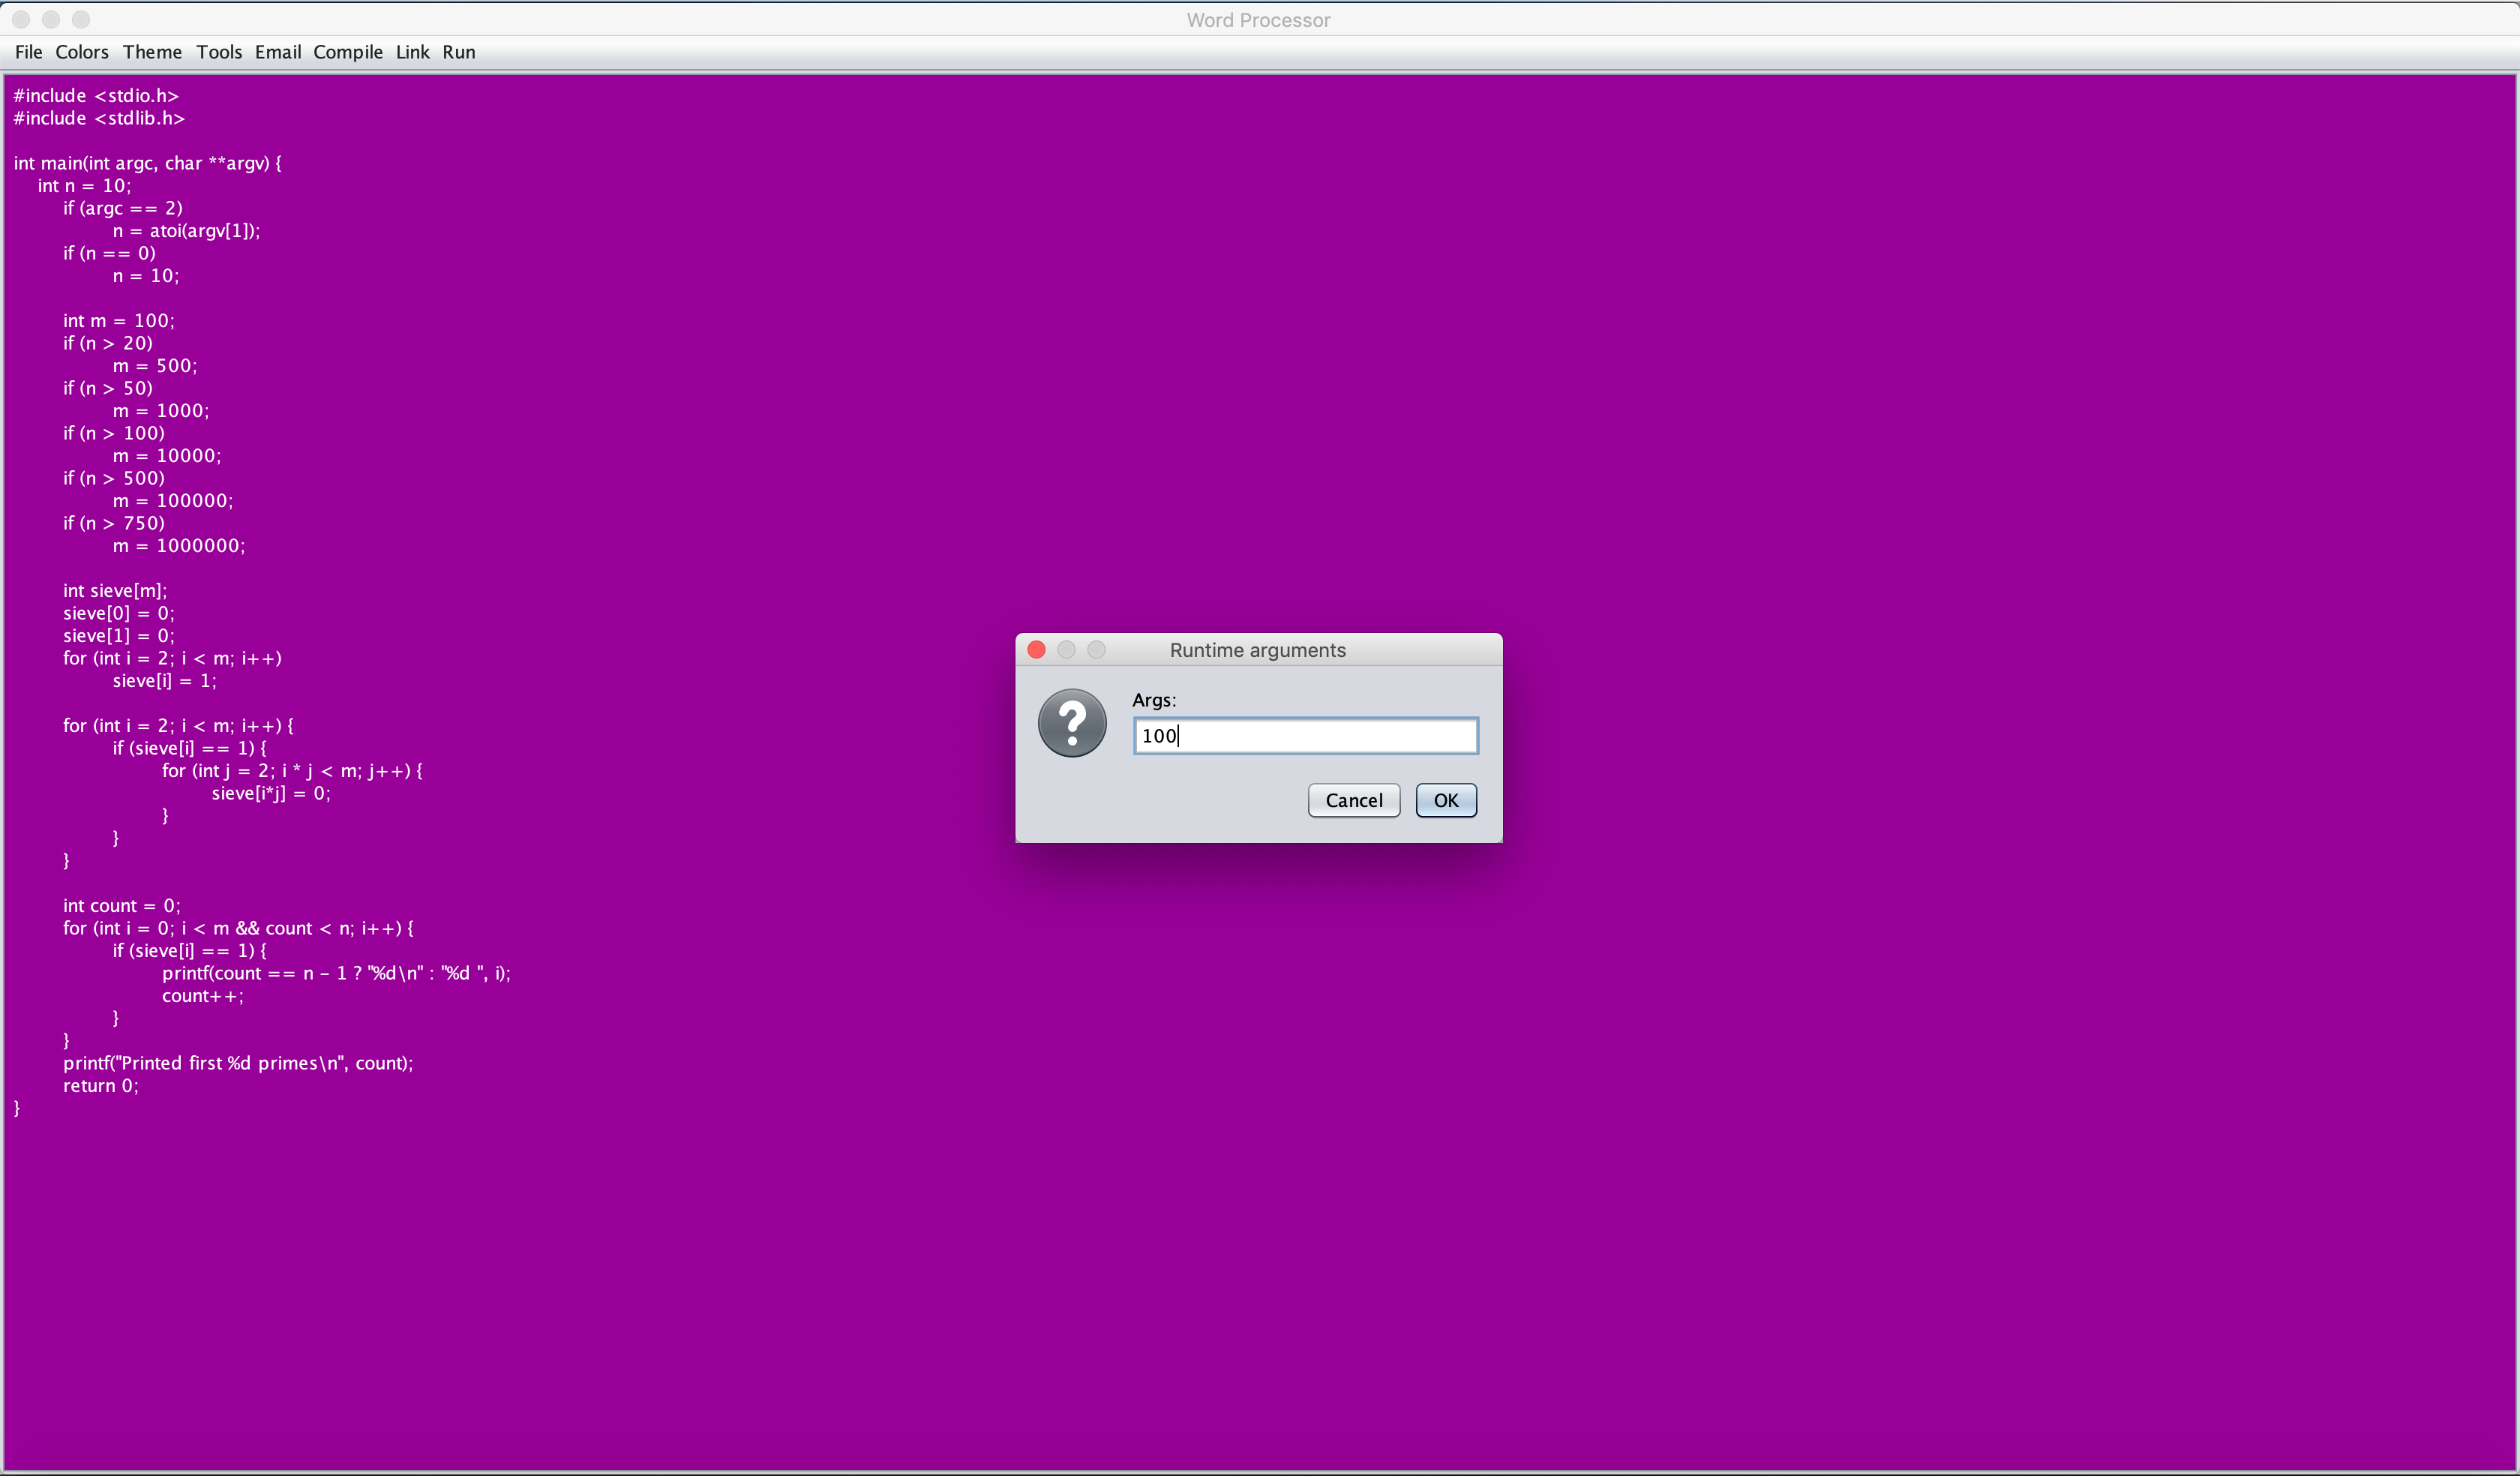 Word Processor
File Colors Theme Tools Email Compile Link Run
#include <stdio.h>
#include <stdlib.h>
int main(int argc, char **argv) {
int n = 10;
if (argc == 2)
n = atoi(argv[1]);
if (n == 0)
n = 10;
int m = 100;
if (n > 20)
m = 500;
if (n > 50)
m = 1000;
if (n > 100)
m = 10000;
if (n > 500)
m = 100000;
if (n > 750)
m = 1000000;
int sieve[m];
sieve[0] = 0;
sieve[1] = 0;
for (int i = 2; i < m; i++)
sieve[i] = 1;
for (int i = 2; i < m; i++) {
if (sieve[i] == 1) {
for (int j = 2; i * j < m; j++) {
sieve[i*j] = 0;
}
}
}
int count = 0;
for (int i = 0; i < m && count < n; i++) {
if (sieve[i] == 1) {
printf(count == n - 1 ? "%d\n" : "%d ", i);
count++;
}
}
printf("Printed first %d primes\n", count);
return 0;
}
Runtime arguments
Args:
100
Cancel OK